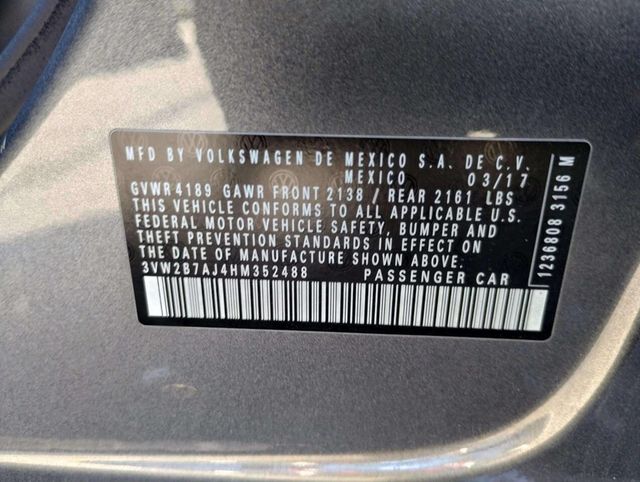 MFD BY VOLKSWAGEN DE MEXICO S.A. DE C.V.
MEXICO 03/17
GVWR 4189 GAWR FRONT 2138 / REAR 2161 LBS
THIS VEHICLE CONFORMS TO ALL APPLICABLE U.S.
FEDERAL MOTOR VEHICLE SAFETY, BUMPER AND
THEFT PREVENTION STANDARDS IN EFFECT ON
THE DATE OF MANUFACTURE SHOWN ABOVE.
3VW2B7AJ4HM352488 PASSENGER CAR
1236808 3156 M